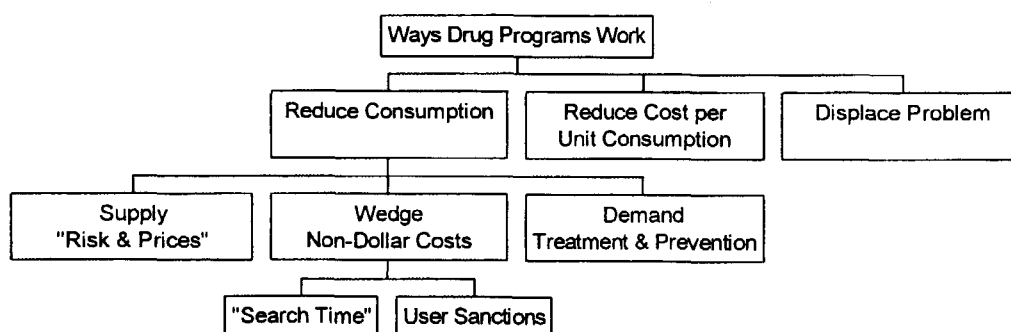 Ways Drug Programs Work
Reduce Consumption
Reduce Cost per
Unit Consumption
Displace Problem
Supply
"Risk & Prices"
Wedge
Non-Dollar Costs
Demand
Treatment & Prevention
"Search Time"
User Sanctions